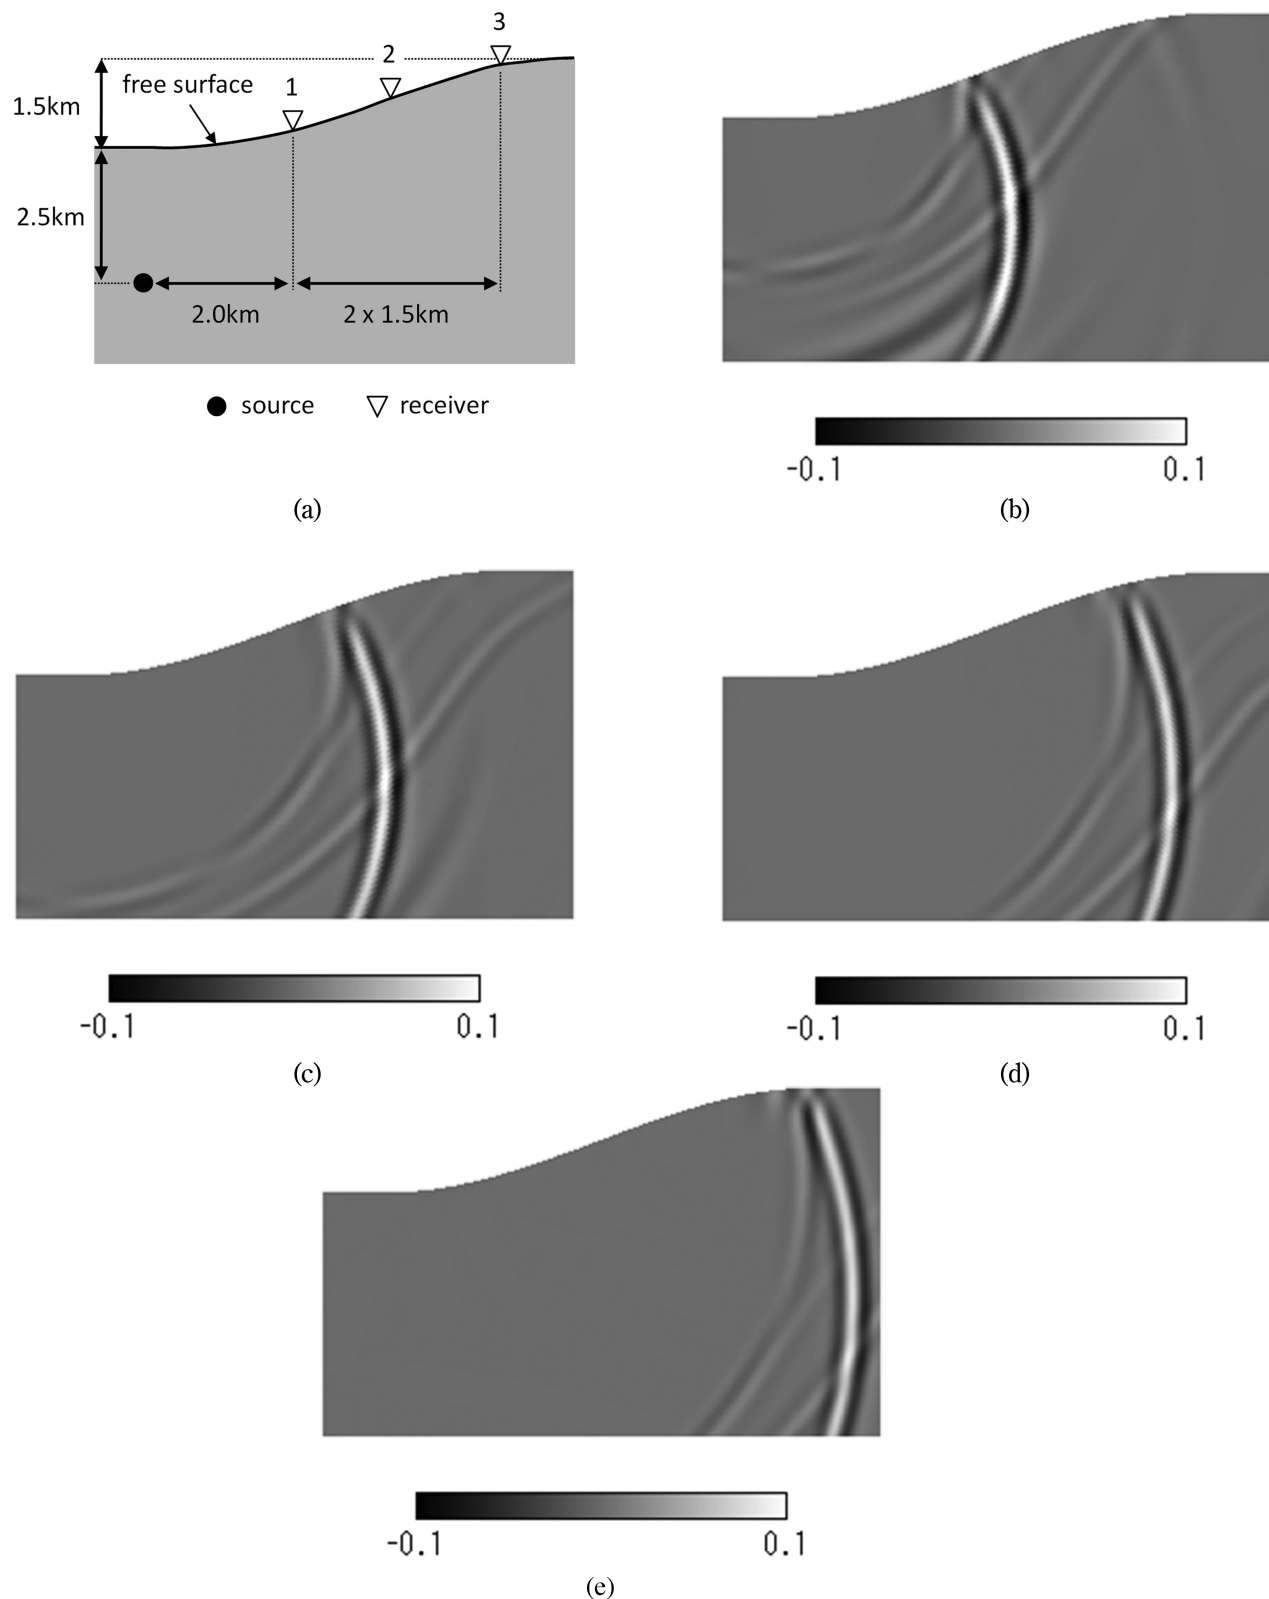 3
2
1
free surface
1.5km
2.5km
2.0km
2 x 1.5km
source
receiver
(a)
-0.1
0.1
(b)
-0.1
0.1
(c)
-0.1
0.1
(d)
-0.1
0.1
(e)